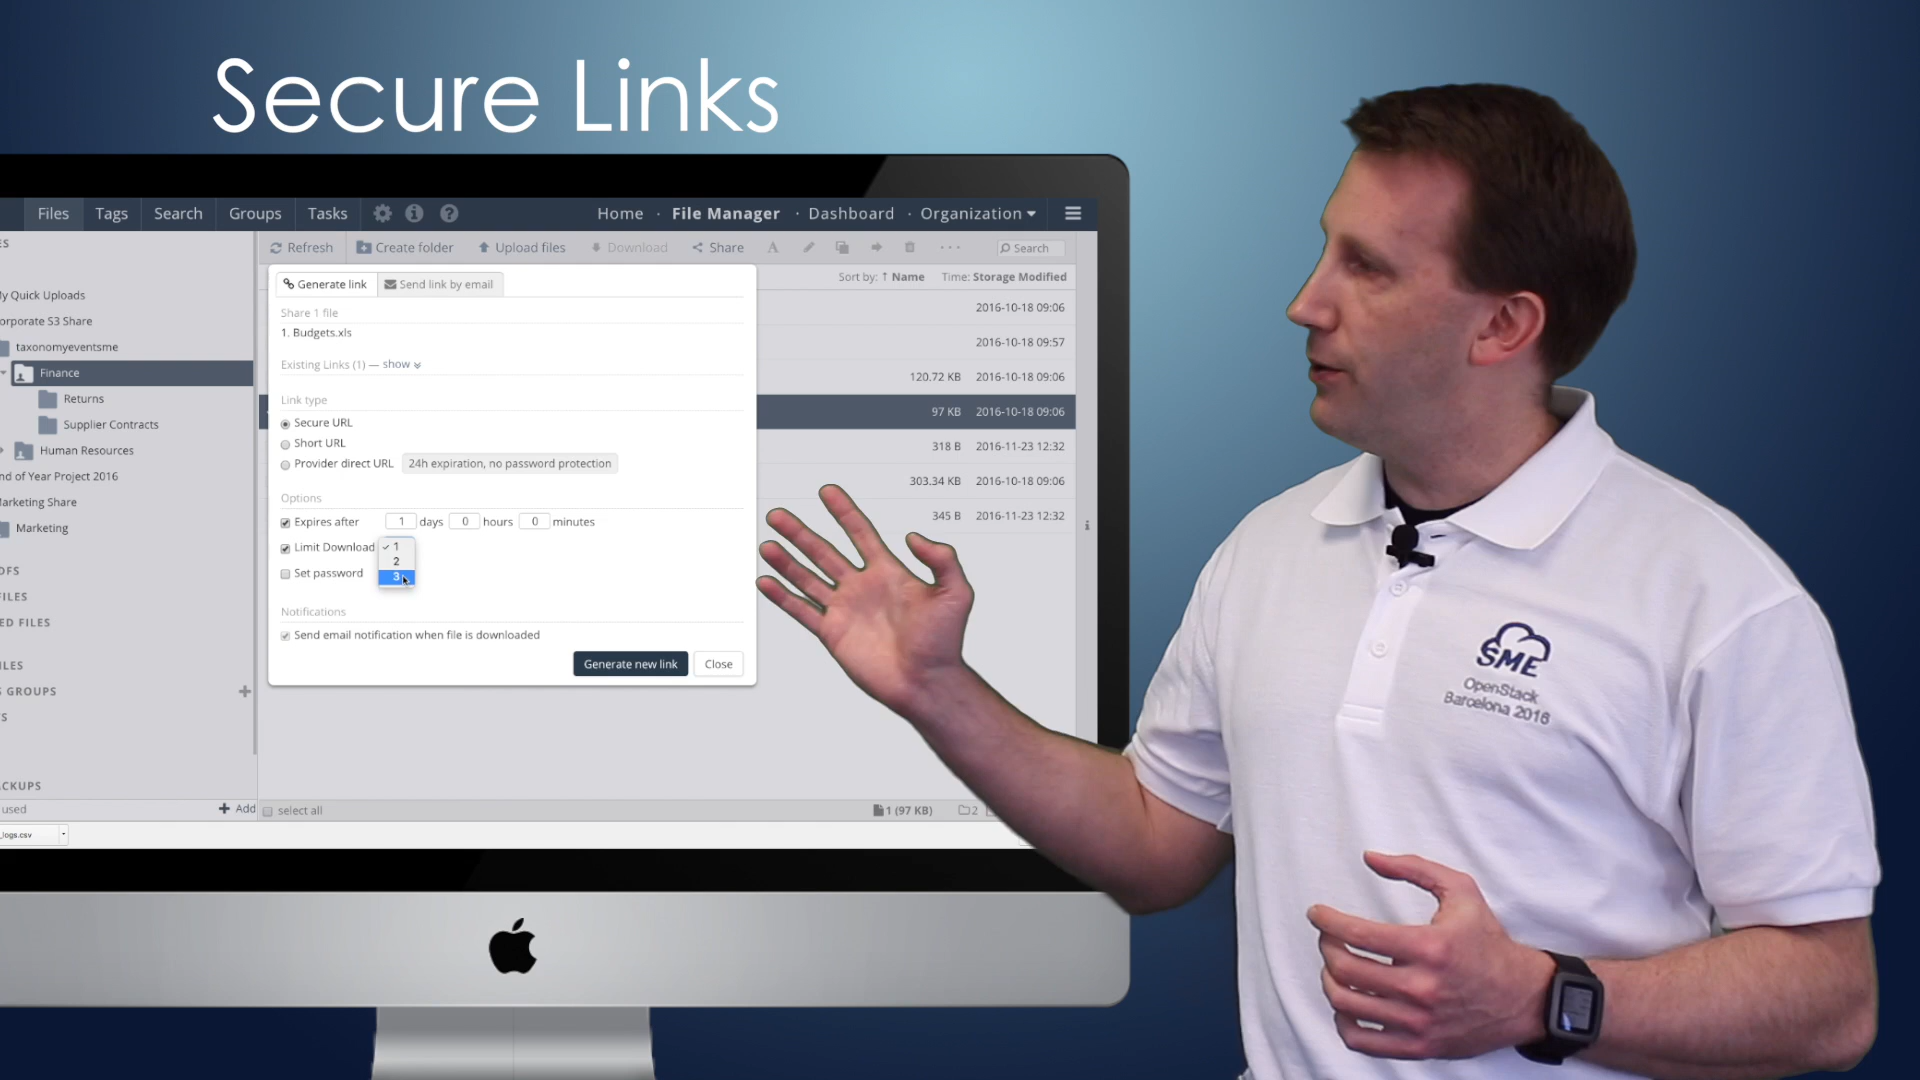 Secure Links
Files Tags Search Groups Tasks Home · File Manager · Dashboard · Organization
Refresh Create folder Upload files Download Share A ... Search
Generate link Send link by email
Sort by: ↑ Name Time: Storage Modified
Share 1 file
1. Budgets.xls
Existing Links (1) — show
Link type
Secure URL
Short URL
Provider direct URL 24h expiration, no password protection
Options
Expires after 1 days 0 hours 0 minutes
Limit Download ✓ 1
2
3
Set password
Notifications
Send email notification when file is downloaded
Generate new link Close
2016-10-18 09:06
2016-10-18 09:57
120.72 KB 2016-10-18 09:06
97 KB 2016-10-18 09:06
318 B 2016-11-23 12:32
303.34 KB 2016-10-18 09:06
345 B 2016-11-23 12:32
My Quick Uploads
orporate S3 Share
taxonomyeventsme
Finance
Returns
Supplier Contracts
Human Resources
nd of Year Project 2016
Marketing Share
Marketing
ED FILES
GROUPS
used + Add
select all
1 (97 KB) 2
_logs.csv
SME
OpenStack
Barcelona 2016